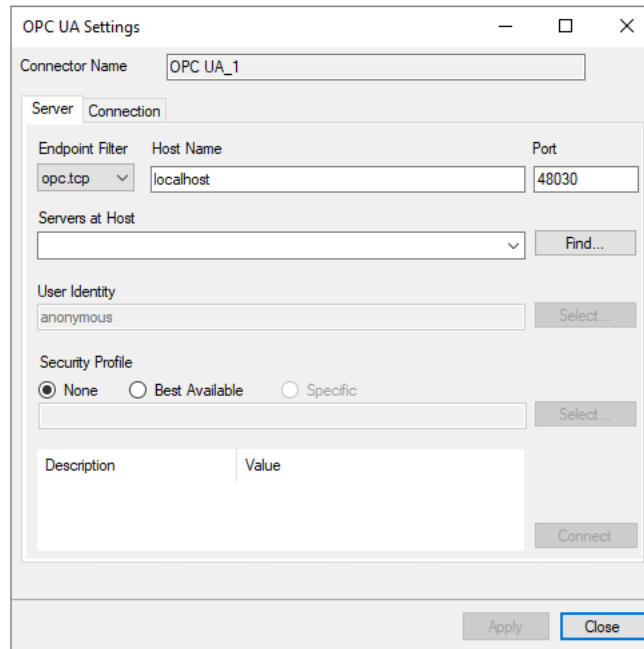 OPC UA Settings
Connector Name OPC UA_1
Server Connection
Endpoint Filter Host Name Port
opc.tcp localhost 48030
Servers at Host
Find...
User Identity
anonymous Select...
Security Profile
None Best Available Specific
Select...
Description Value
Connect
Apply Close